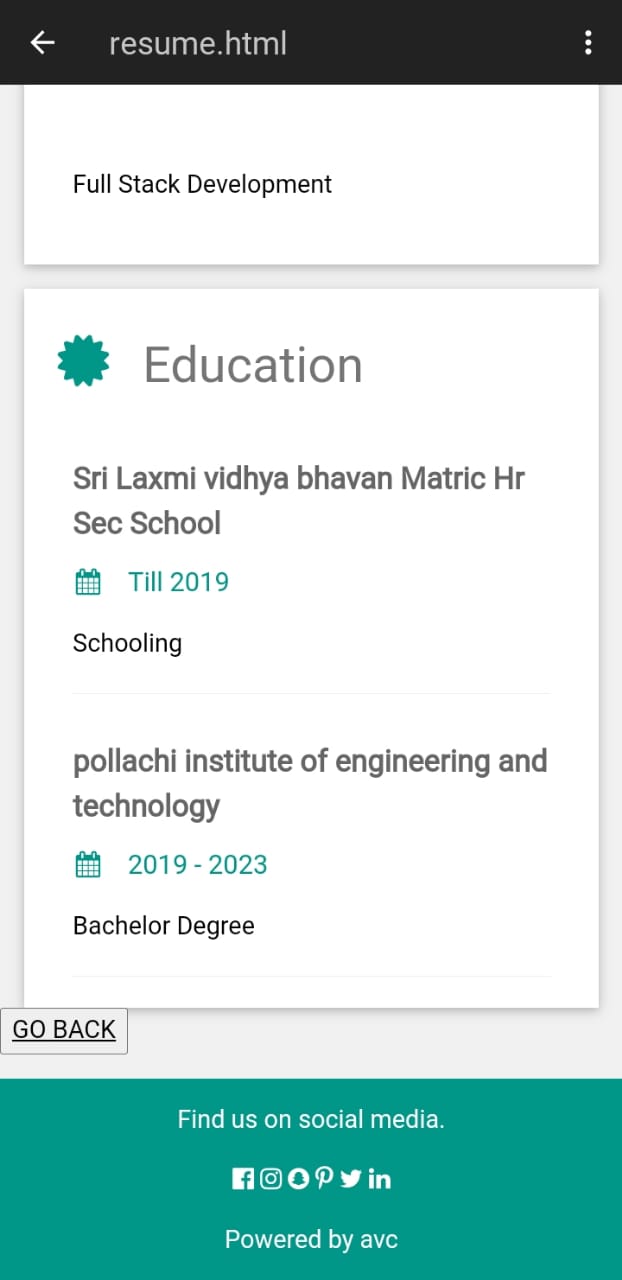 resume.html
Full Stack Development
Education
Sri Laxmi vidhya bhavan Matric Hr
Sec School
Till 2019
Schooling
pollachi institute of engineering and
technology
2019 - 2023
Bachelor Degree
GO BACK
Find us on social media.
Powered by avc